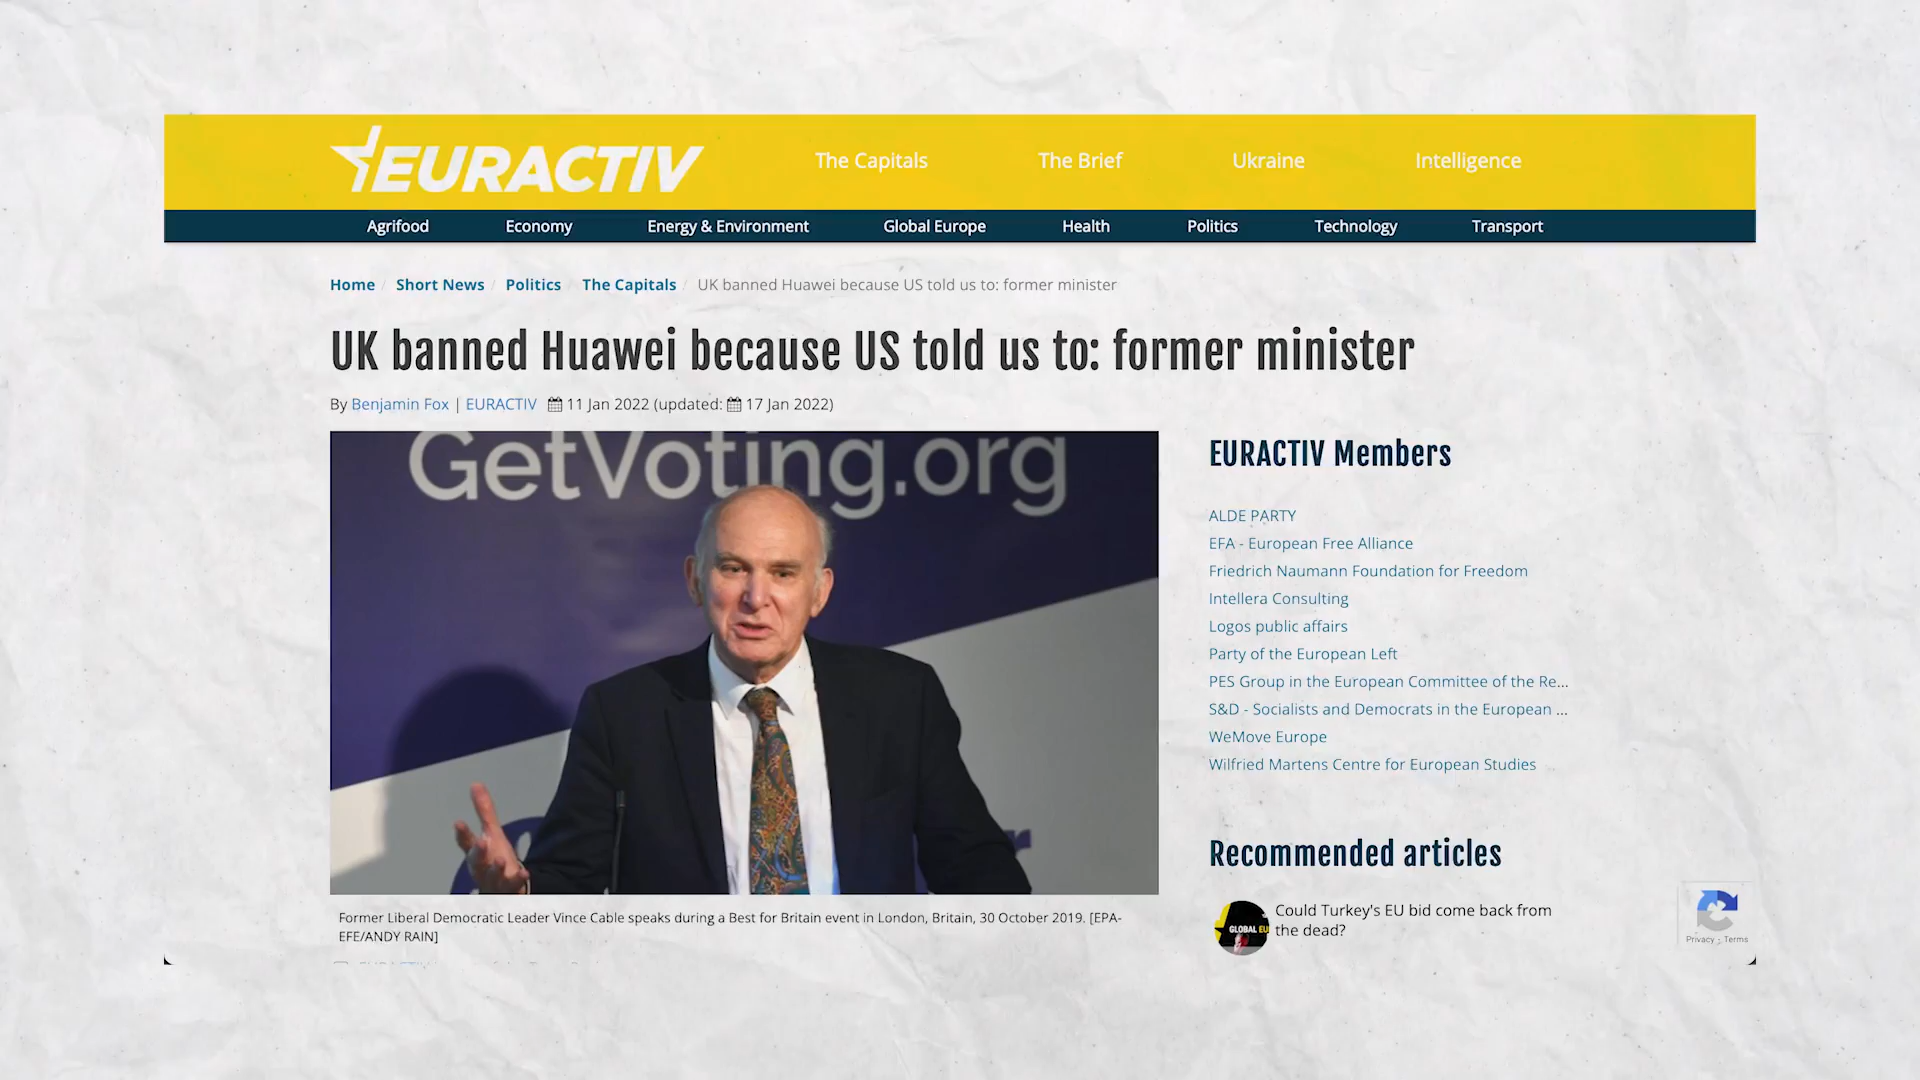 EURACTIV
The Capitals
The Brief
Ukraine
Intelligence
Agrifood
Economy
Energy & Environment
Global Europe
Health
Politics
Technology
Transport
Home / Short News / Politics / The Capitals / UK banned Huawei because US told us to: former minister
UK banned Huawei because US told us to: former minister
By Benjamin Fox | EURACTIV 11 Jan 2022 (updated: 17 Jan 2022)
GetVoting.org
Former Liberal Democratic Leader Vince Cable speaks during a Best for Britain event in London, Britain, 30 October 2019. [EPA-
EFE/ANDY RAIN]
EURACTIV Members
ALDE PARTY
EFA - European Free Alliance
Friedrich Naumann Foundation for Freedom
Intellera Consulting
Logos public affairs
Party of the European Left
PES Group in the European Committee of the Re...
S&D - Socialists and Democrats in the European ...
WeMove Europe
Wilfried Martens Centre for European Studies
Recommended articles
GLOBAL EU
Could Turkey's EU bid come back from
the dead?
Privacy - Terms